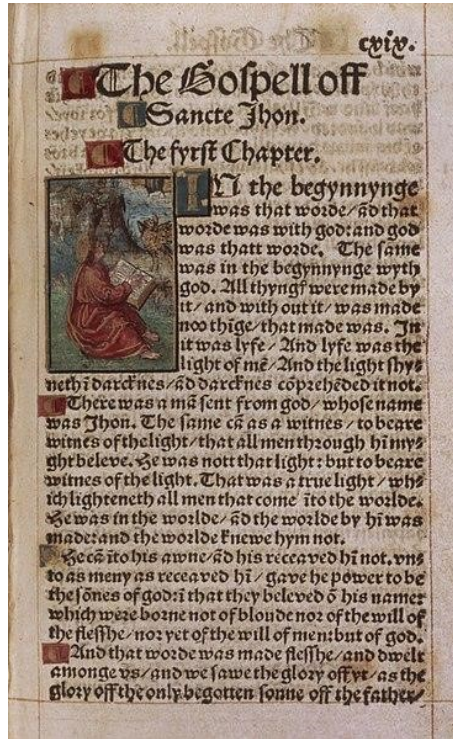 cxix.
The Gospell off
Sancte Jhon.
The fyrst Chapter.
IN the begynnynge
was that worde/ ād that
worde was with god: and god
was thatt worde. The same
was in the begynnynge wyth
god. All thyngſ were made by
it/ and with out it/ was made
noo thīge/ that made was. In
it was lyfe/ And lyfe was the
light of mē/ And the light shy⸗
neth ī darcknes/ ād darcknes cōprehēded it not.
There was a mā sent from god/ whose name
was Jhon. The same cā as a witnes/ to beare
witnes of the light/ that all men through hī my⸗
ght beleve. He was nott that light: but to beare
witnes of the light. That was a true light/ wh⸗
ich lighteneth all men that come īto the worlde.
He was in the worlde/ ād the worlde by hī was
made: and the worlde knewe hym not.
He cā īto his awne/ ād his receaved hī not. vn⸗
to as meny as receaved hī/ gave he power to be
the sōnes of god: ī that they beleved ō his name:
which were borne not of bloude nor of the will of
the flesshe/ nor yet of the will of men: but of god.
And that worde was made flesshe/ and dwelt
amonge vs/ and we sawe the glory off yt/ as the
glory off the only begotten sonne off the father/